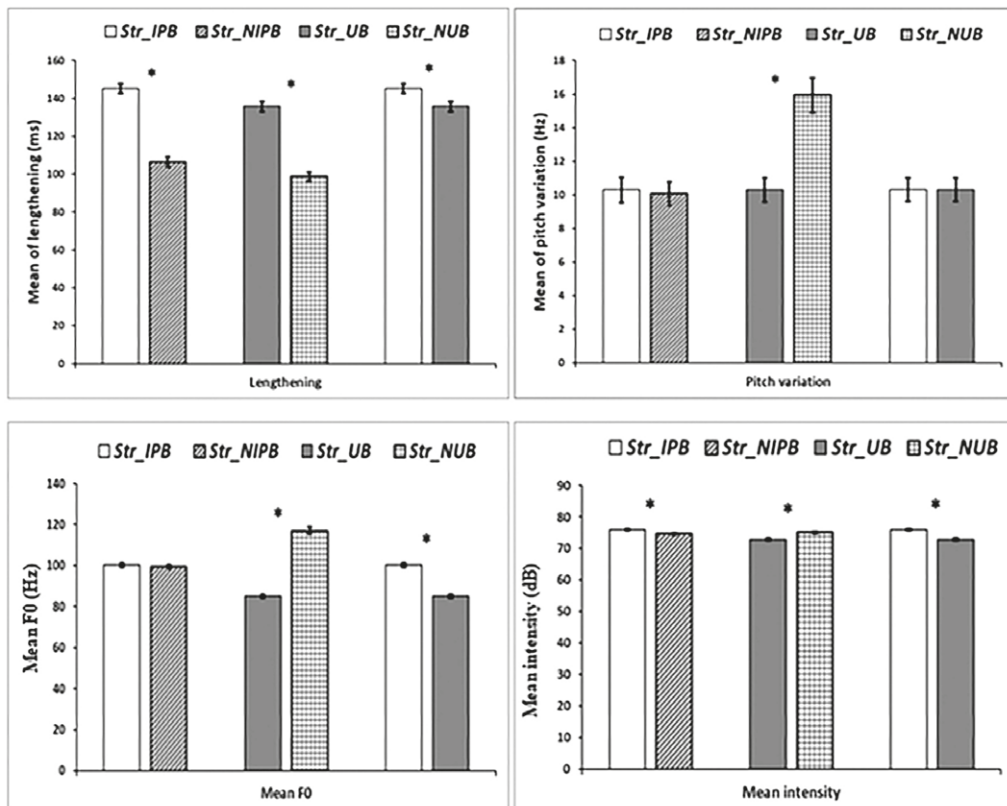 Str_IPB Str_NIPB Str_UB Str_NUB
Mean of lengthening (ms)
160
140
120
100
80
60
40
20
0
* * *
Lengthening
Str_IPB Str_NIPB Str_UB Str_NUB
Mean of pitch variation (Hz)
18
16
14
12
10
8
6
4
2
0
*
Pitch variation
Str_IPB Str_NIPB Str_UB Str_NUB
Mean F0 (Hz)
140
120
100
80
60
40
20
0
* *
Mean F0
Str_IPB Str_NIPB Str_UB Str_NUB
Mean intensity (dB)
90
80
70
60
50
40
30
20
10
0
* * *
Mean intensity